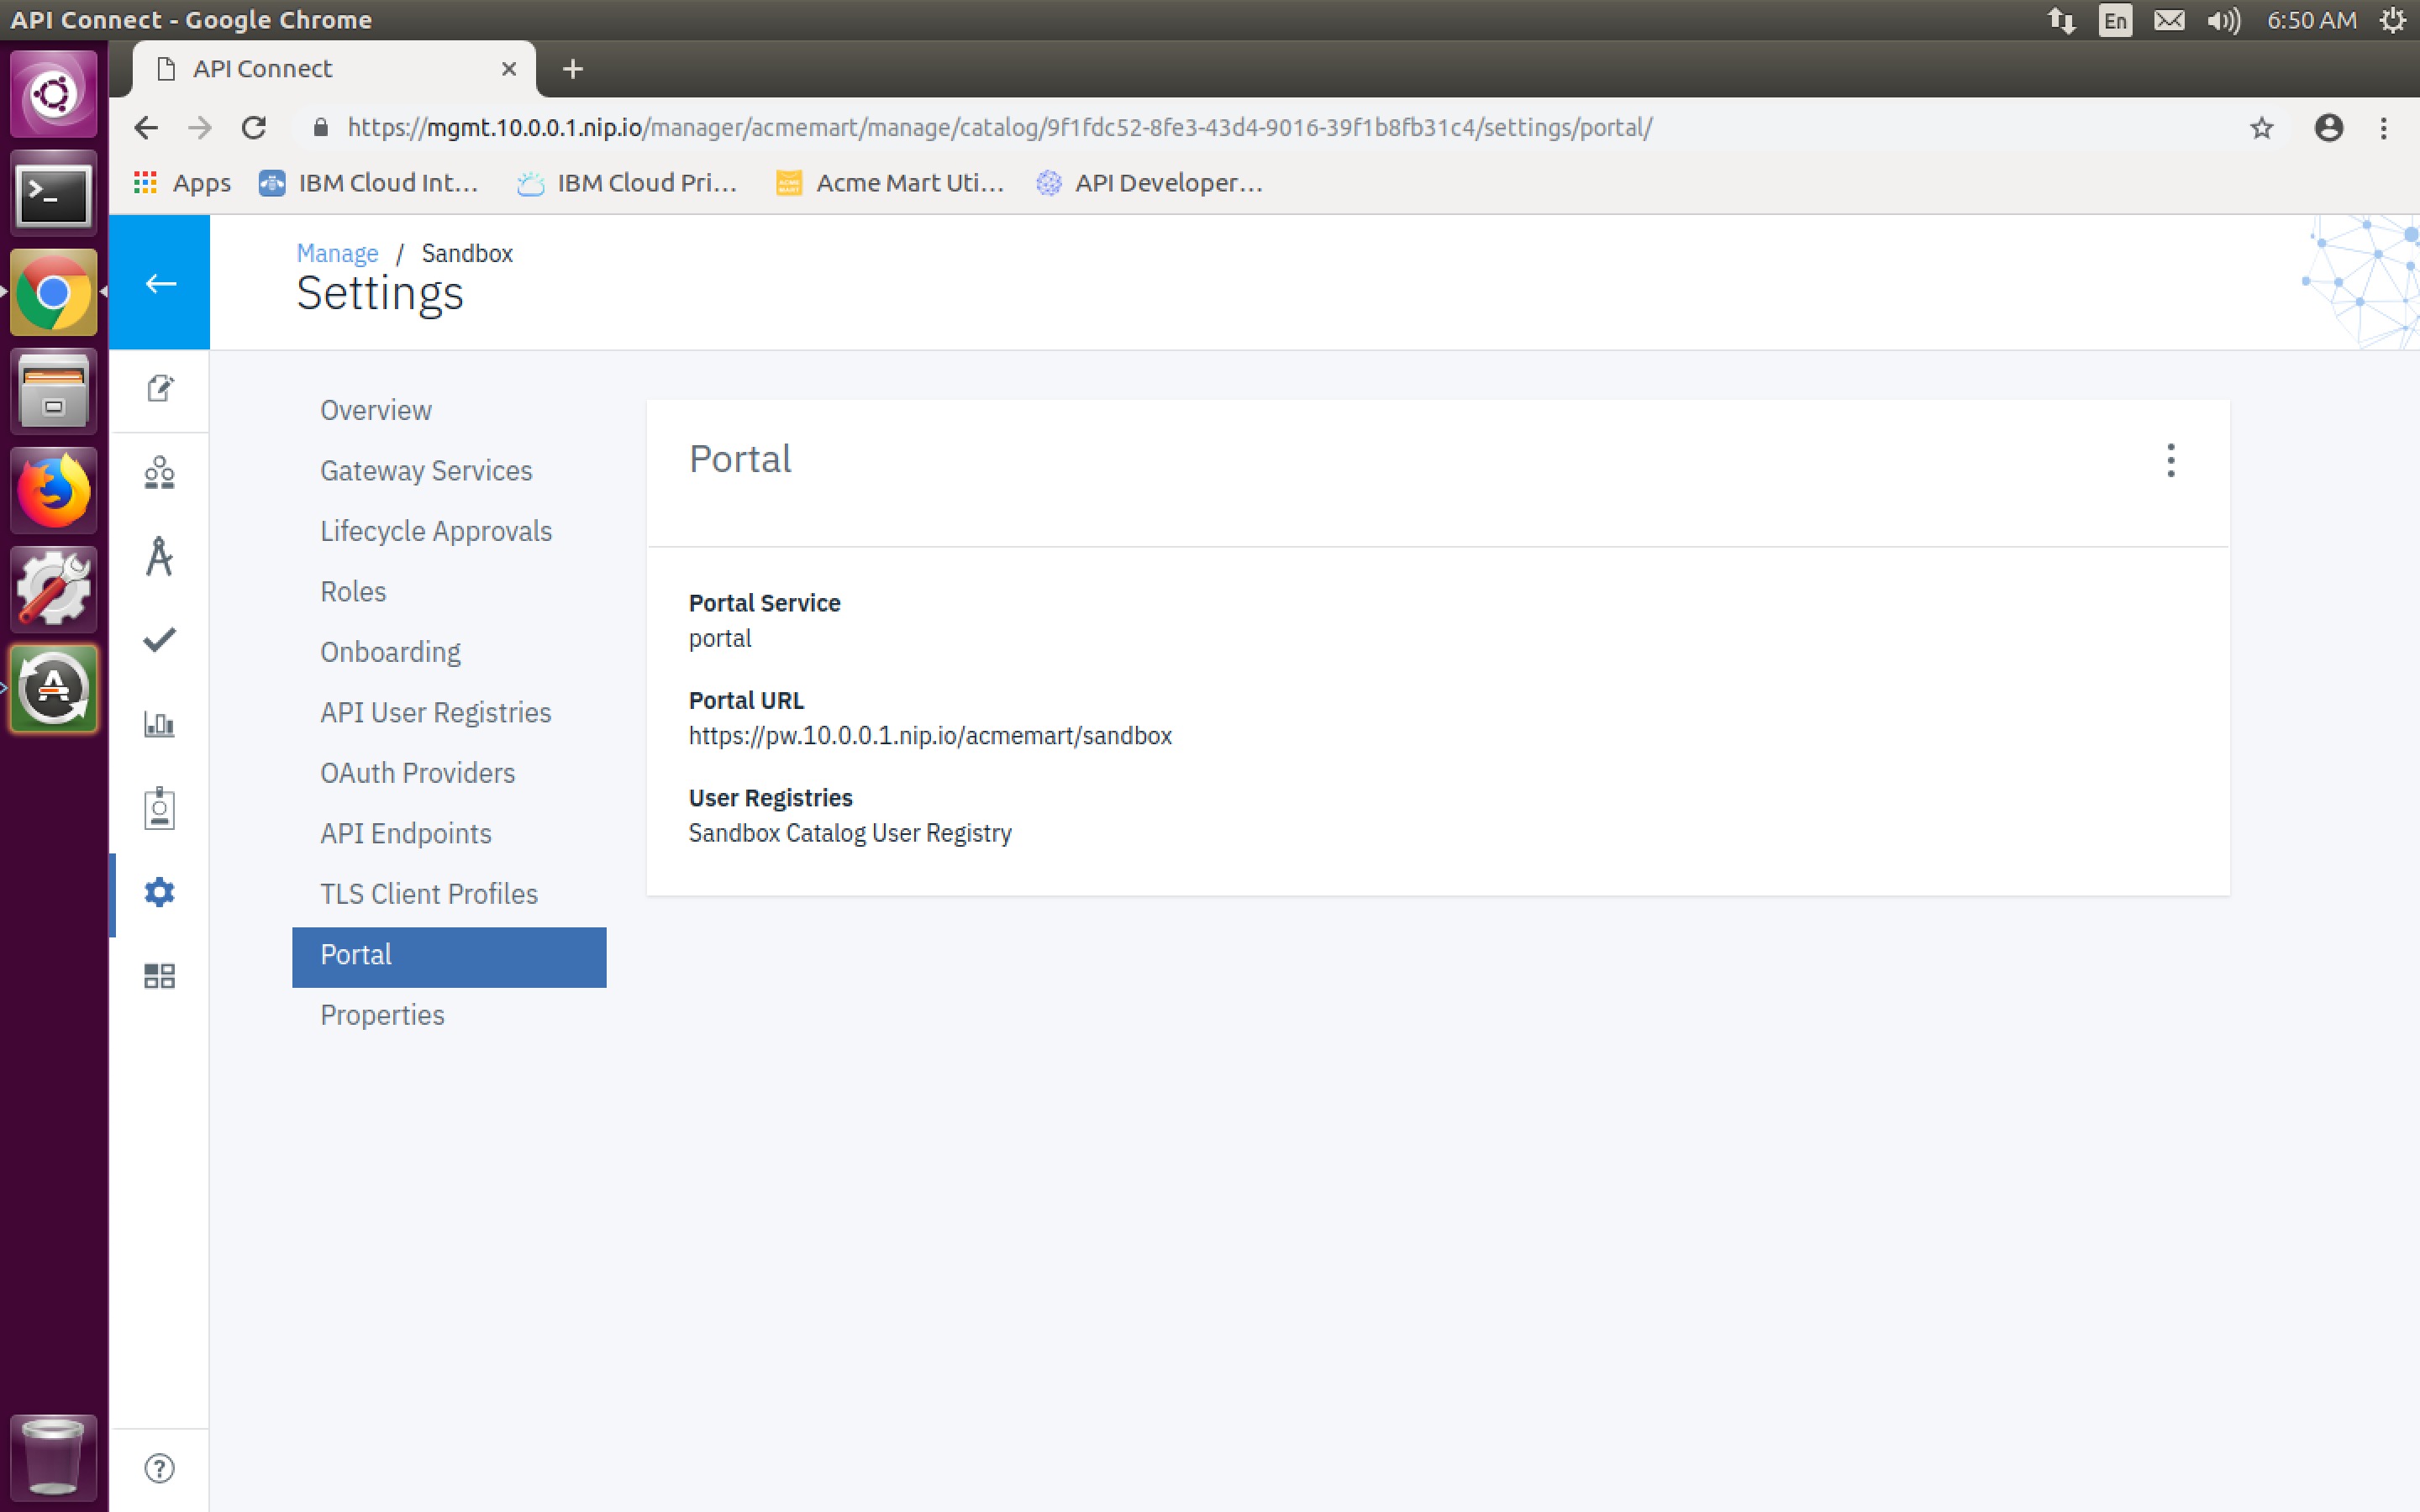 API Connect - Google Chrome
En
6:50 AM
API Connect
https://mgmt.10.0.0.1.nip.io/manager/acmemart/manage/catalog/9f1fdc52-8fe3-43d4-9016-39f1b8fb31c4/settings/portal/
Apps
IBM Cloud Int...
IBM Cloud Pri...
ACME MART
Acme Mart Uti...
API Developer...
Manage / Sandbox
Settings
Overview
Gateway Services
Lifecycle Approvals
Roles
Onboarding
API User Registries
OAuth Providers
API Endpoints
TLS Client Profiles
Portal
Properties
Portal
Portal Service
portal
Portal URL
https://pw.10.0.0.1.nip.io/acmemart/sandbox
User Registries
Sandbox Catalog User Registry